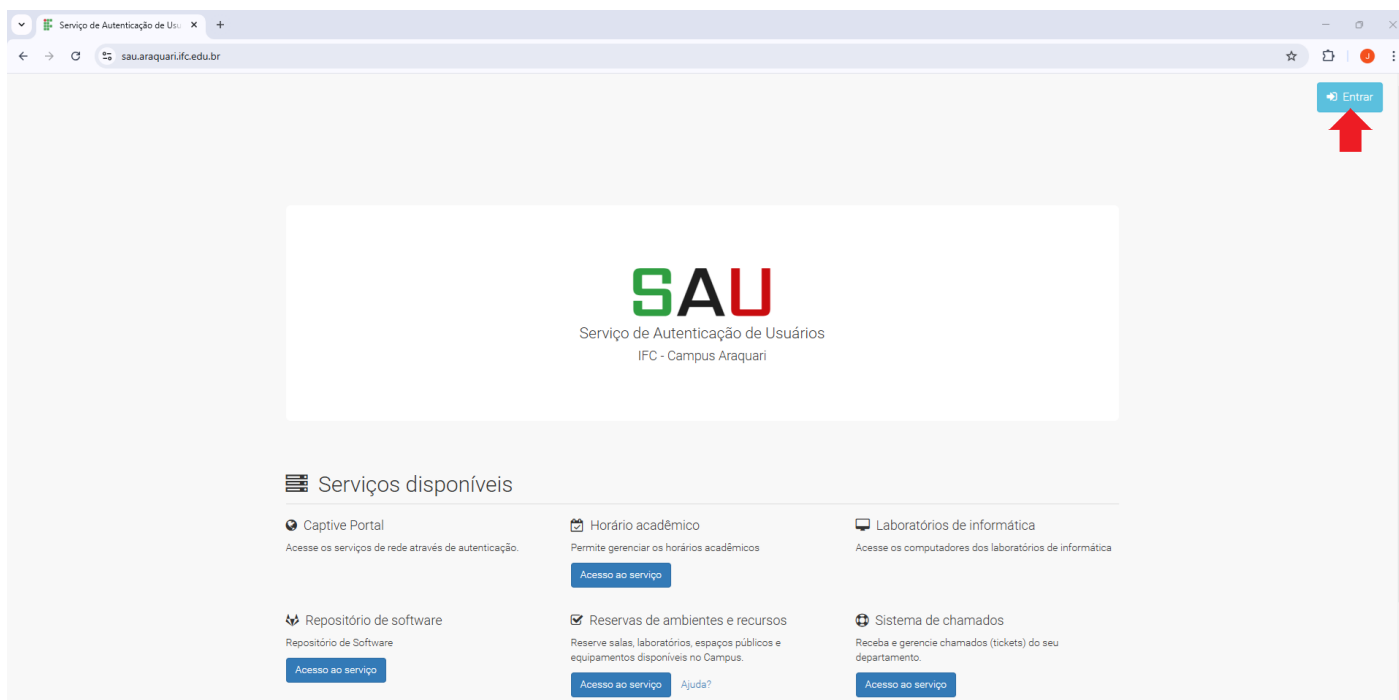 Serviço de Autenticação de Usu
sau.araquari.ifc.edu.br
J
Entrar
SAU
Serviço de Autenticação de Usuários
IFC - Campus Araquari
Serviços disponíveis
Captive Portal
Acesse os serviços de rede através de autenticação.
Horário acadêmico
Permite gerenciar os horários acadêmicos
Acesso ao serviço
Laboratórios de informática
Acesse os computadores dos laboratórios de informática
Repositório de software
Repositório de Software
Acesso ao serviço
Reservas de ambientes e recursos
Reserve salas, laboratórios, espaços públicos e
equipamentos disponíveis no Campus.
Acesso ao serviço Ajuda?
Sistema de chamados
Receba e gerencie chamados (tickets) do seu
departamento.
Acesso ao serviço